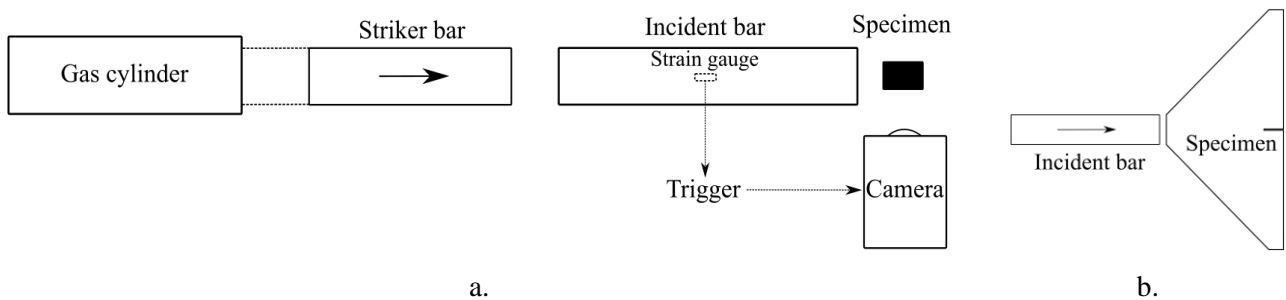 Striker bar
Gas cylinder
Incident bar
Strain gauge
Specimen
Trigger
Camera
Incident bar
Specimen
a.
b.